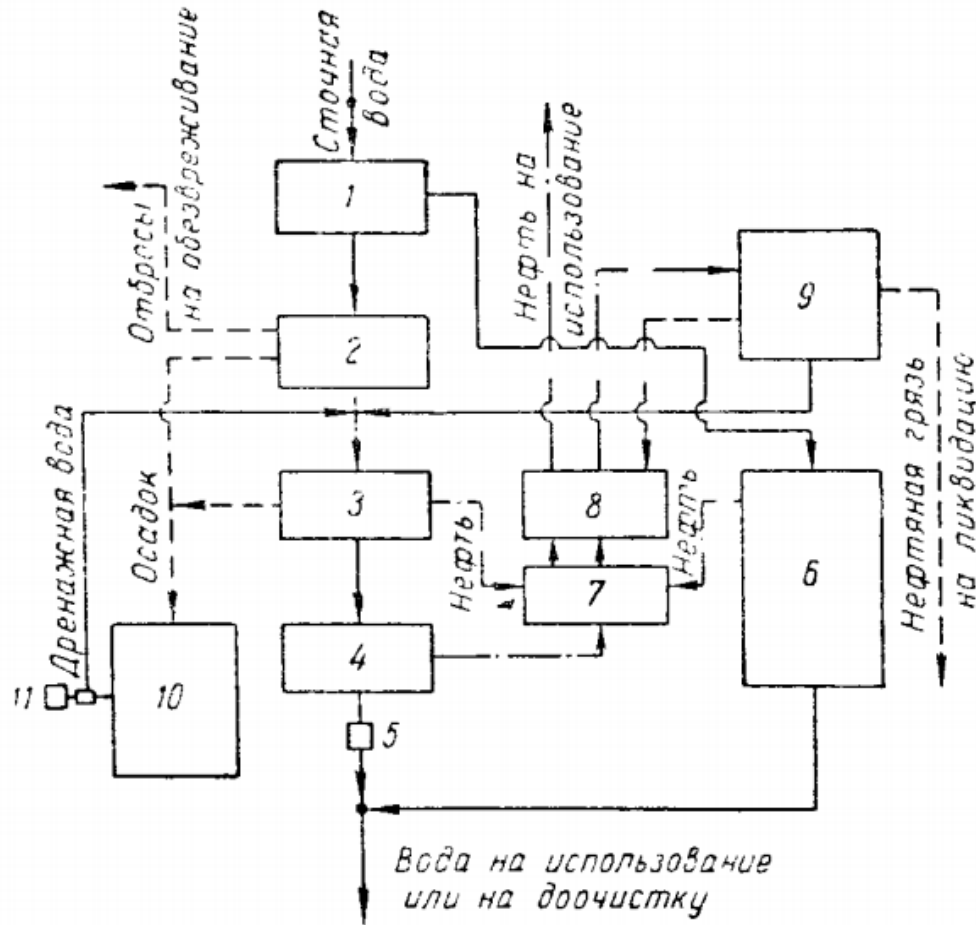 Сточная
вода
1
Отбросы
на обезвреживание
2
Нефть на
использование
9
Дренажная вода
Осадок
3
Нефть
8
Нефть
7
6
Нефтяная грязь
на ликвидацию
4
11
10
5
Вода на использование
или на доочистку